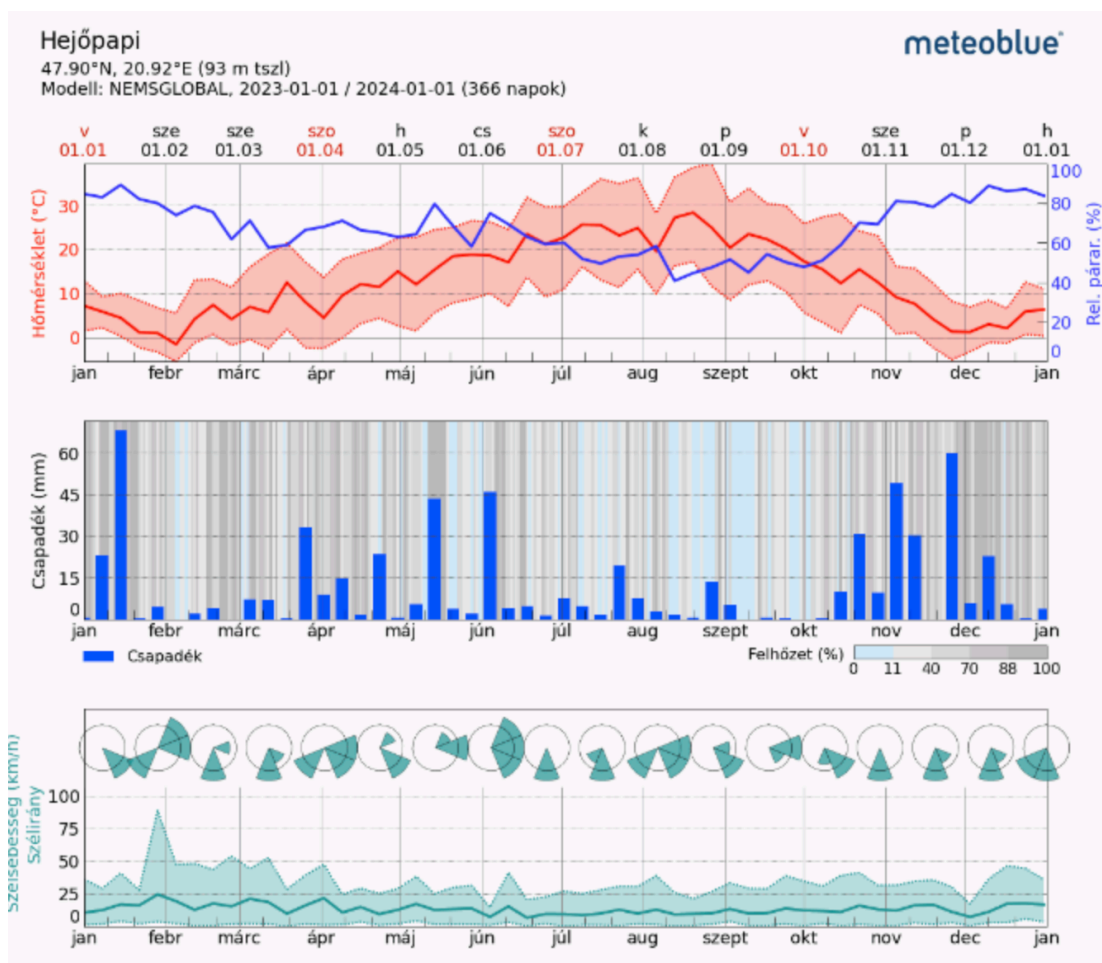 Hejőpapi
meteoblue
47.90°N, 20.92°E (93 m tszl)
Modell: NEMSGLOBAL, 2023-01-01 / 2024-01-01 (366 napok)
v sze sze szo h cs szo k p v sze p h
01.01 01.02 01.03 01.04 01.05 01.06 01.07 01.08 01.09 01.10 01.11 01.12 01.01
Hőmérséklet (°C)
30
20
10
0
100
80
60
40
20
0
Rel. párar. (%)
jan febr márc ápr máj jún júl aug szept okt nov dec jan
Csapadék (mm)
60
45
30
15
0
jan febr márc ápr máj jún júl aug szept okt nov dec jan
Csapadék
Felhőzet (%)
0 11 40 70 88 100
Szélsebesség (km/h)
Szélirány
100
75
50
25
0
jan febr márc ápr máj jún júl aug szept okt nov dec jan